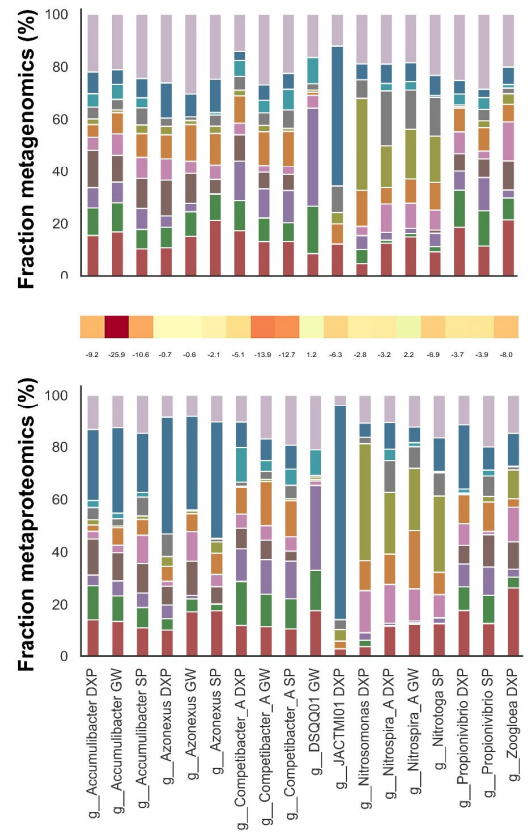 Fraction metagenomics (%)
100
80
60
40
20
0
-9.2 -25.9 -10.6 -0.7 -0.6 -2.1 -5.1 -13.9 -12.7 1.2 -6.3 -2.8 -3.2 2.2 -6.9 -3.7 -3.9 -8.0
Fraction metaproteomics (%)
100
80
60
40
20
0
g__Accumulibacter DXP
g__Accumulibacter GW
g__Accumulibacter SP
g__Azonexus DXP
g__Azonexus GW
g__Azonexus SP
g__Competibacter_A DXP
g__Competibacter_A GW
g__Competibacter_A SP
g__DSQQ01 GW
g__JACTMI01 DXP
g__Nitrosomonas DXP
g__Nitrospira_A DXP
g__Nitrospira_A GW
g__Nitrotoga SP
g__Propionivibrio DXP
g__Propionivibrio SP
g__Zoogloea DXP